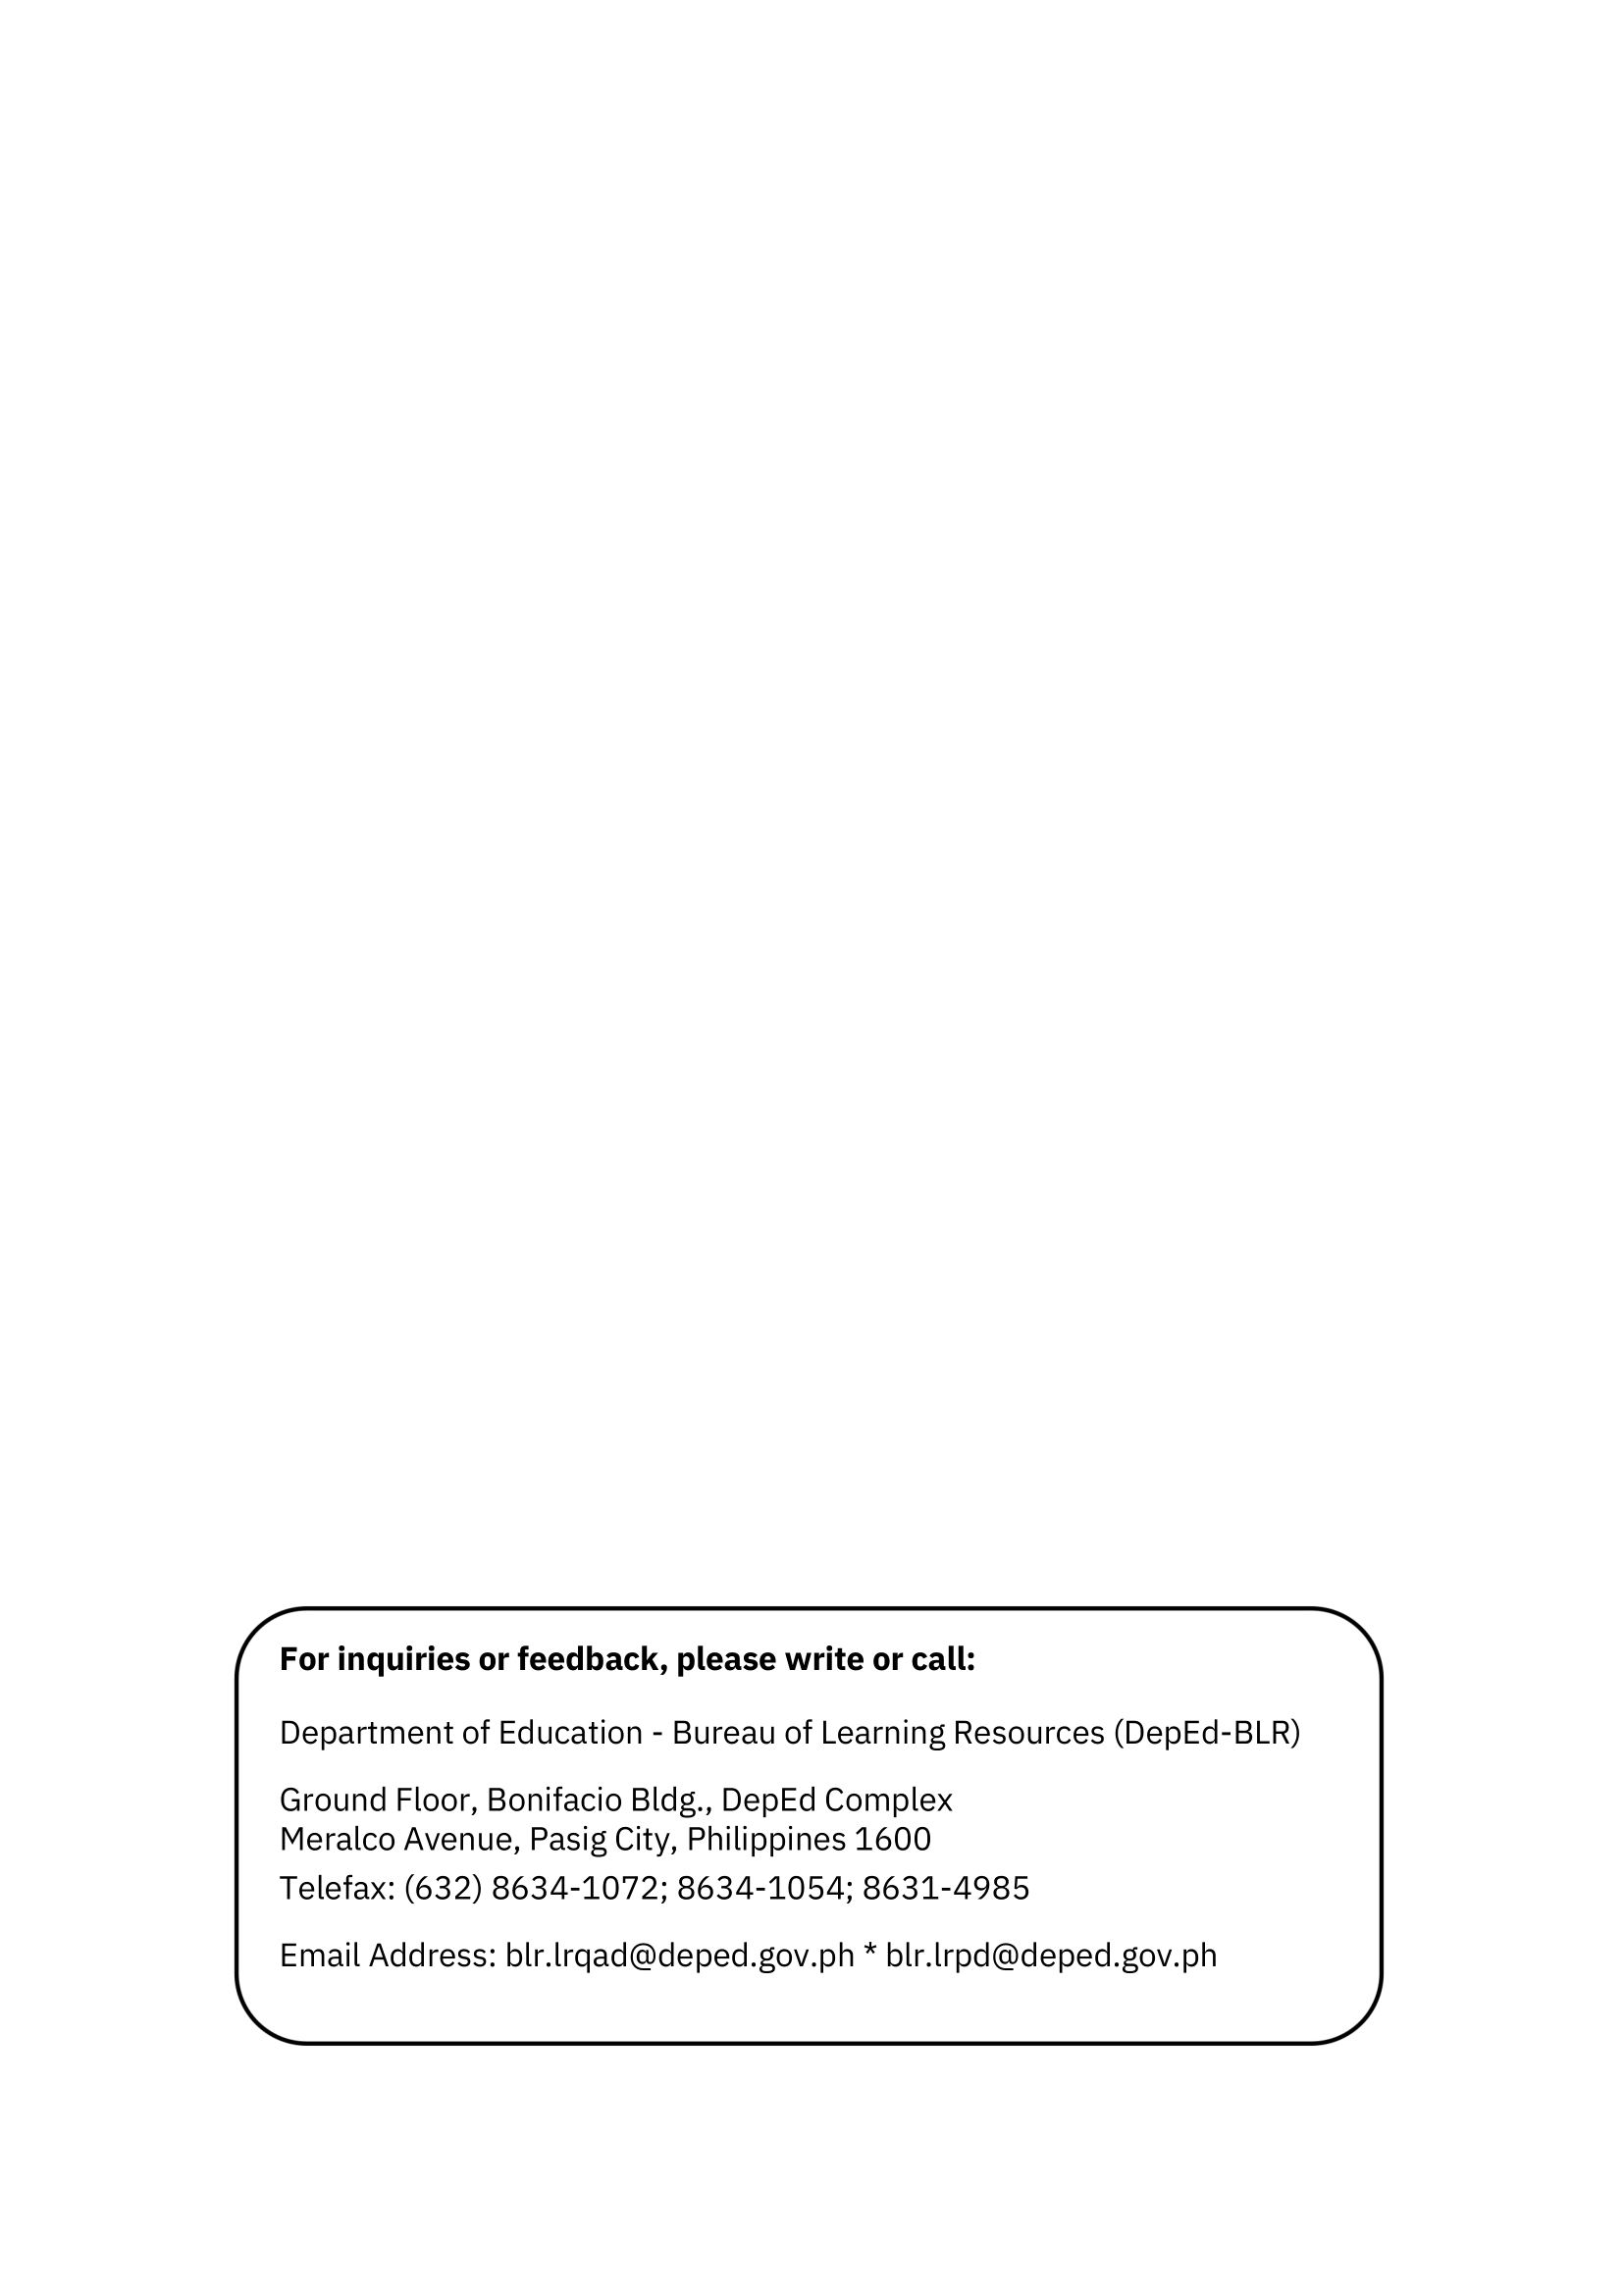 For inquiries or feedback, please write or call:
Department of Education - Bureau of Learning Resources (DepEd-BLR)
Ground Floor, Bonifacio Bldg., DepEd Complex
Meralco Avenue, Pasig City, Philippines 1600
Telefax: (632) 8634-1072; 8634-1054; 8631-4985
Email Address: blr.lrqad@deped.gov.ph * blr.lrpd@deped.gov.ph